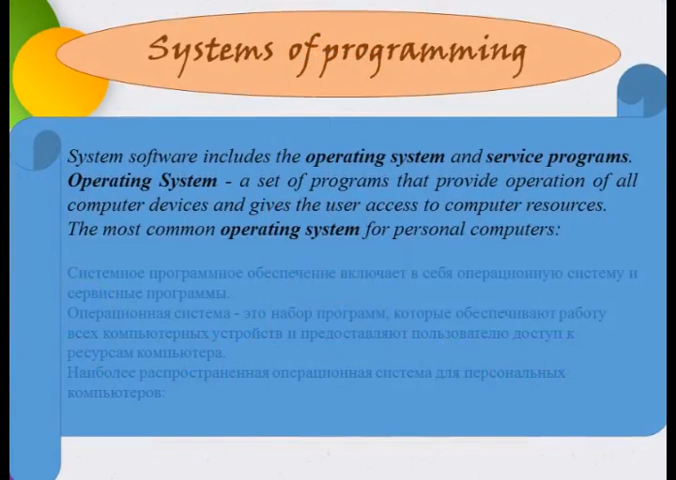 Systems of programming
System software includes the operating system and service programs.
Operating System - a set of programs that provide operation of all
computer devices and gives the user access to computer resources.
The most common operating system for personal computers:
Системное программное обеспечение включает в себя операционную систему и
сервисные программы.
Операционная система - это набор программ, которые обеспечивают работу
всех компьютерных устройств и предоставляют пользователю доступ к
ресурсам компьютера.
Наиболее распространенная операционная система для персональных
компьютеров: